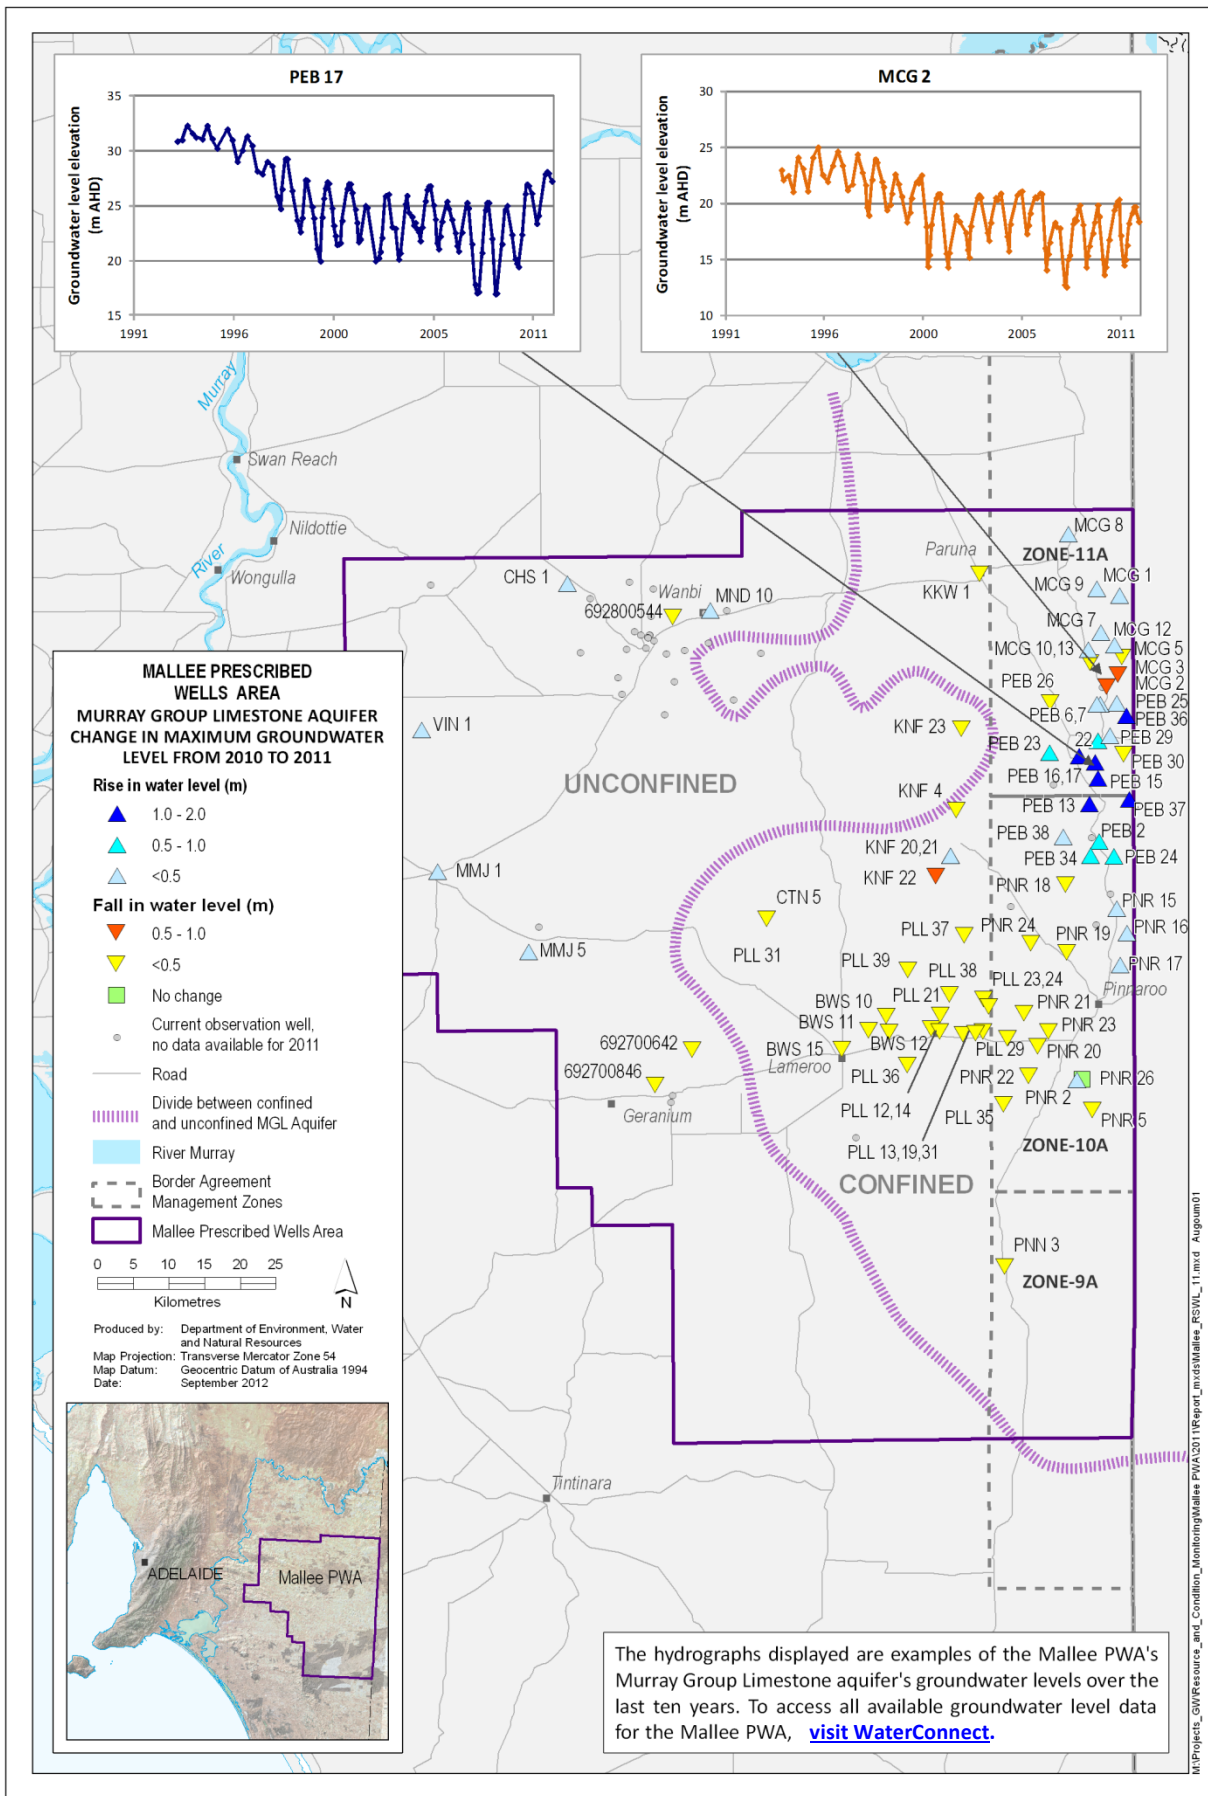 PEB 17
Groundwater level elevation
(m AHD)
35
30
25
20
15
1991
1996
2000
2005
2011
MCG 2
Groundwater level elevation
(m AHD)
30
25
20
15
10
1991
1996
2000
2005
2011
Murray
River
Swan Reach
Nildottie
Wongulla
Paruna
Wanbi
CHS 1
692800544
MND 10
KKW 1
MCG 8
ZONE-11A
MCG 9
MCG 1
MCG 7
MCG 12
MCG 10,13
MCG 5
MCG 3
MCG 2
PEB 26
PEB 25
PEB 6,7
PEB 36
PEB 23
22
PEB 29
PEB 30
PEB 16,17
PEB 15
PEB 13
PEB 37
PEB 38
PEB 2
PEB 34
PEB 24
VIN 1
UNCONFINED
KNF 23
KNF 4
KNF 20,21
KNF 22
MMJ 1
MMJ 5
CTN 5
PLL 31
PLL 37
PLL 39
PLL 38
PNR 18
PNR 15
PNR 24
PNR 19
PNR 16
PNR 17
PLL 23,24
Pinnaroo
BWS 10
PLL 21
PNR 21
BWS 11
PNR 23
692700642
BWS 15
BWS 12
PLL 29
PNR 20
Lameroo
692700846
PLL 36
PNR 22
PNR 26
PNR 2
Geranium
PLL 12,14
PLL 35
PNR 5
PLL 13,19,31
ZONE-10A
CONFINED
PNN 3
ZONE-9A
Tintinara
MALLEE PRESCRIBED
WELLS AREA
MURRAY GROUP LIMESTONE AQUIFER
CHANGE IN MAXIMUM GROUNDWATER
LEVEL FROM 2010 TO 2011
Rise in water level (m)
1.0 - 2.0
0.5 - 1.0
<0.5
Fall in water level (m)
0.5 - 1.0
<0.5
No change
Current observation well,
no data available for 2011
Road
Divide between confined
and unconfined MGL Aquifer
River Murray
Border Agreement
Management Zones
Mallee Prescribed Wells Area
0 5 10 15 20 25
Kilometres
N
Produced by: Department of Environment, Water
and Natural Resources
Map Projection: Transverse Mercator Zone 54
Map Datum: Geocentric Datum of Australia 1994
Date: September 2012
ADELAIDE
Mallee PWA
The hydrographs displayed are examples of the Mallee PWA's
Murray Group Limestone aquifer's groundwater levels over the
last ten years. To access all available groundwater level data
for the Mallee PWA, visit WaterConnect.
M:\Projects_GW\Resource_and_Condition_Monitoring\Mallee PWA\2011\Report_mxds\Mallee_RSWL_11.mxd Augoum01